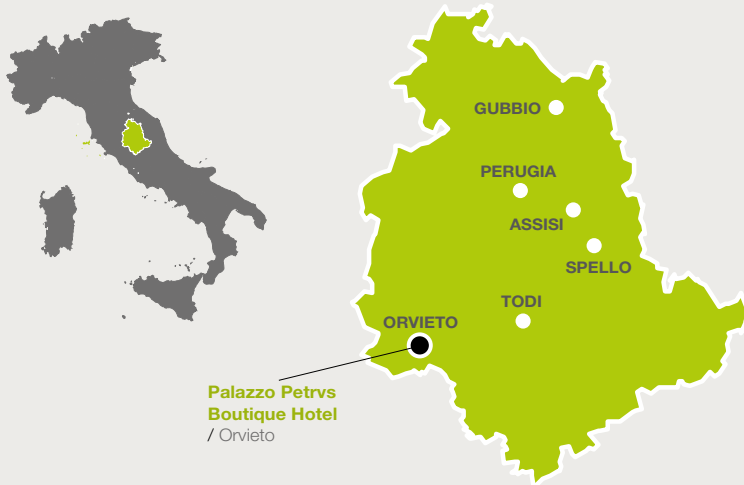 GUBBIO
PERUGIA
ASSISI
SPELLO
TODI
ORVIETO
Palazzo Petrvs
Boutique Hotel
/ Orvieto